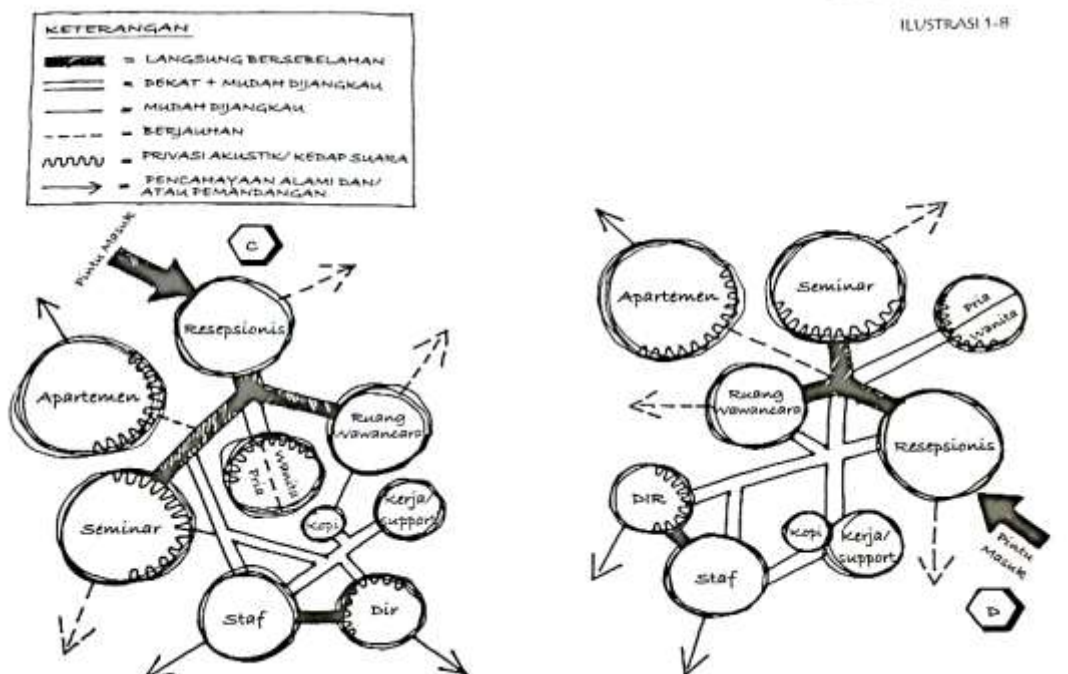 ILUSTRASI 1-8
KETERANGAN
= LANGSUNG BERSEBELAHAN
= DEKAT + MUDAH DIJANGKAU
= MUDAH DIJANGKAU
= BERJAUHAN
= PRIVASI AKUSTIK/ KEDAP SUARA
= PENCAHAYAAN ALAMI DAN/
ATAU PEMANDANGAN
C
Pintu Masuk
Resepsionis
Apartemen
Ruang
Wawancara
Wanita
Pria
Seminar
Kopi
Kerja/
support
Staf
Dir
Apartemen
Seminar
Pria
Wanita
Ruang
Wawancara
Resepsionis
DIR
Kopi
Kerja/
support
Staf
Pintu
Masuk
D